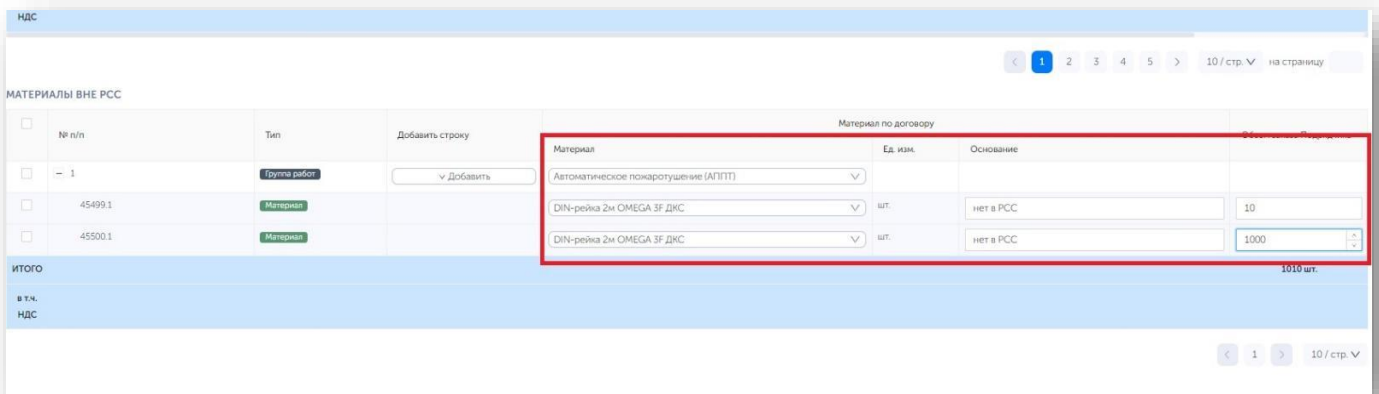 НДС
1 2 3 4 5 10 / стр. на страницу
МАТЕРИАЛЫ ВНЕ РСС
№ п/п Тип Добавить строку Материал по договору
Материал Ед. изм. Основание
− 1 Группа работ Добавить Автоматическое пожаротушение (АППТ)
45499.1 Материал DIN-рейка 2м OMEGA 3F ДКС шт. нет в РСС 10
45500.1 Материал DIN-рейка 2м OMEGA 3F ДКС шт. нет в РСС 1000
ИТОГО 1010 шт.
в т.ч.
НДС
1 10 / стр.